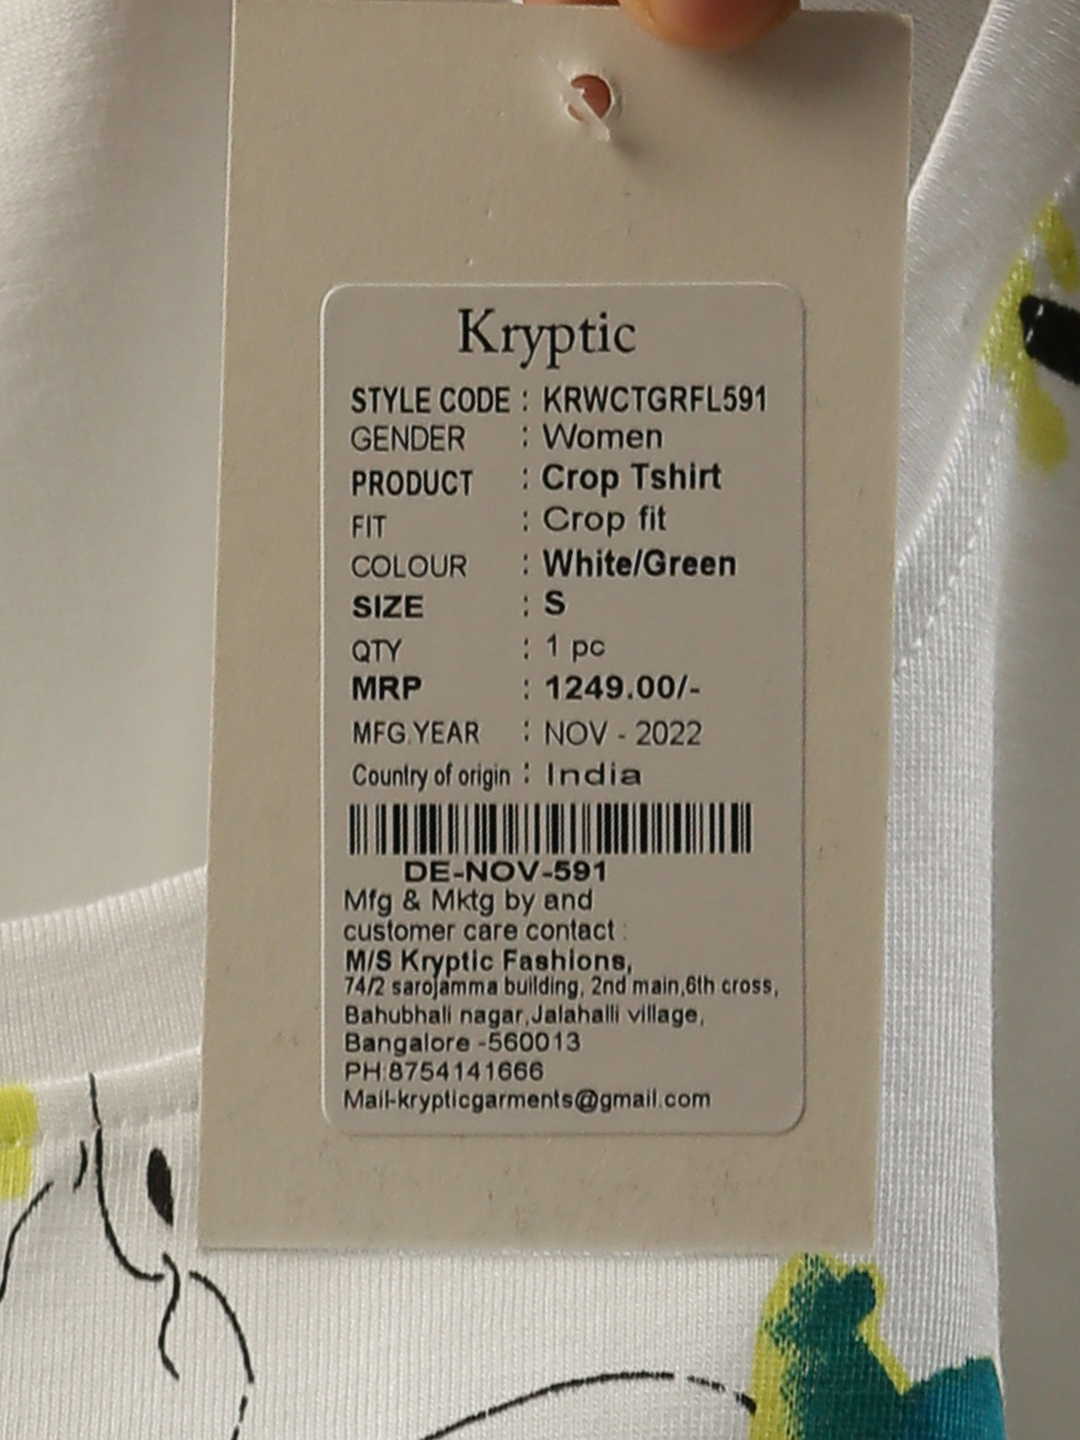 Kryptic
STYLE CODE : KRWCTGRFL591
GENDER : Women
PRODUCT : Crop Tshirt
FIT : Crop fit
COLOUR : White/Green
SIZE : S
QTY : 1 pc
MRP : 1249.00/-
MFG.YEAR : NOV - 2022
Country of origin : India
DE-NOV-591
Mfg & Mktg by and
customer care contact :
M/S Kryptic Fashions,
74/2 sarojamma building, 2nd main,6th cross,
Bahubhali nagar,Jalahalli village,
Bangalore -560013
PH:8754141666
Mail-krypticgarments@gmail.com